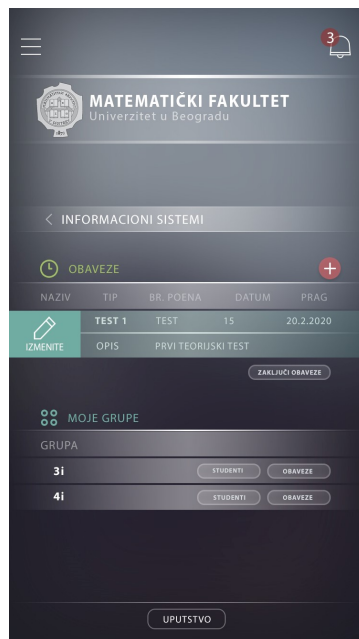 3
MATEMATIČKI FAKULTET
Univerzitet u Beogradu
< INFORMACIONI SISTEMI
OBAVEZE +
NAZIV TIP BR. POENA DATUM PRAG
TEST 1 TEST 15 20.2.2020
IZMENITE OPIS PRVI TEORIJSKI TEST
ZAKLJUČI OBAVEZE
MOJE GRUPE
GRUPA
3i STUDENTI OBAVEZE
4i STUDENTI OBAVEZE
UPUTSTVO